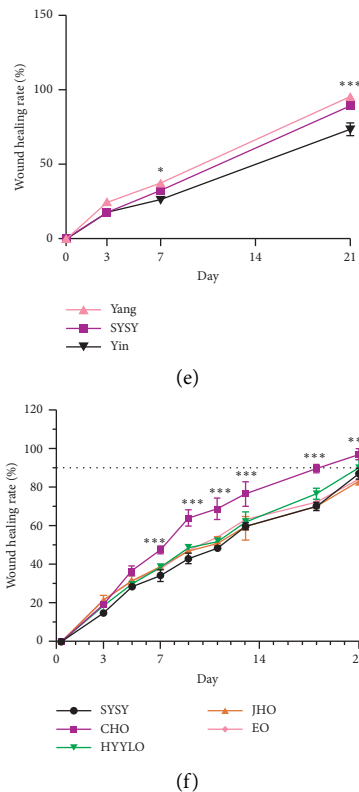 150
100
50
0
Wound healing rate (%)
*
***
0 3 7 14 21
Day
Yang
SYSY
Yin
(e)
120
100
80
60
40
20
0
Wound healing rate (%)
***
***
***
***
***
***
0 3 7 14 21
Day
SYSY
CHO
HYYLO
JHO
EO
(f)